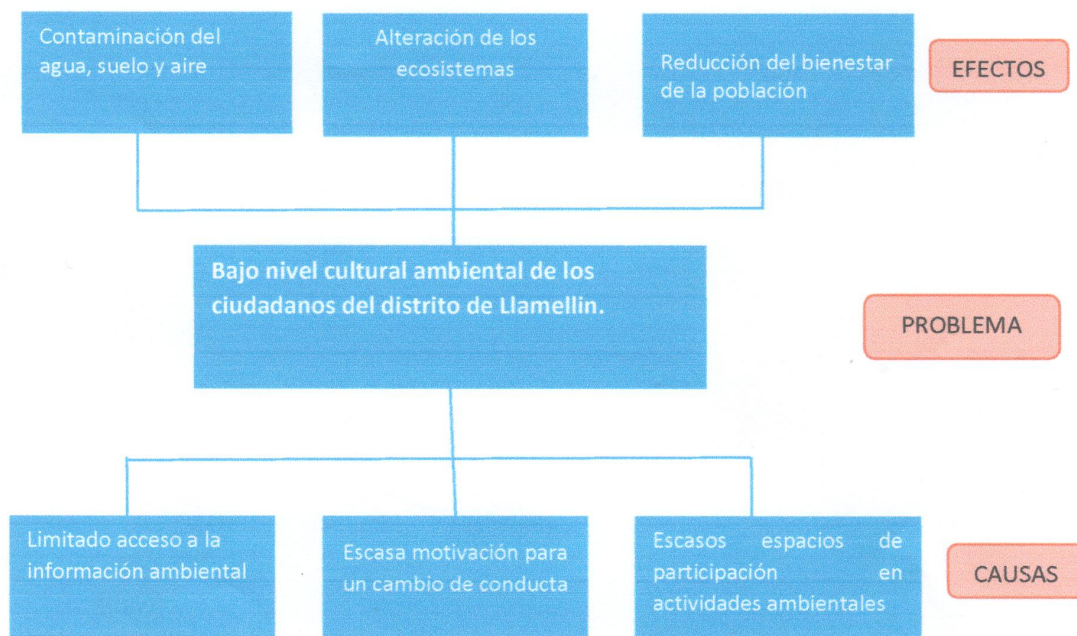 Contaminación del
agua, suelo y aire
Alteración de los
ecosistemas
Reducción del bienestar
de la población
EFECTOS
Bajo nivel cultural ambiental de los
ciudadanos del distrito de Llamellin.
PROBLEMA
Limitado acceso a la
información ambiental
Escasa motivación para
un cambio de conducta
Escasos espacios de
participación en
actividades ambientales
CAUSAS